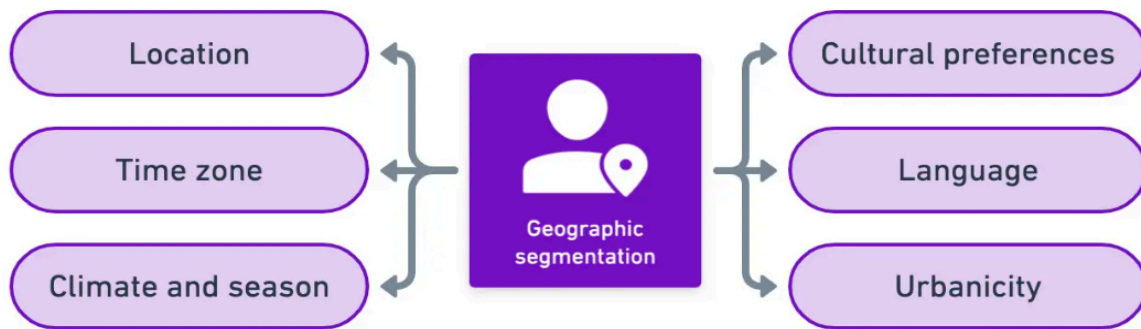 Location
Time zone
Climate and season
Geographic
segmentation
Cultural preferences
Language
Urbanicity